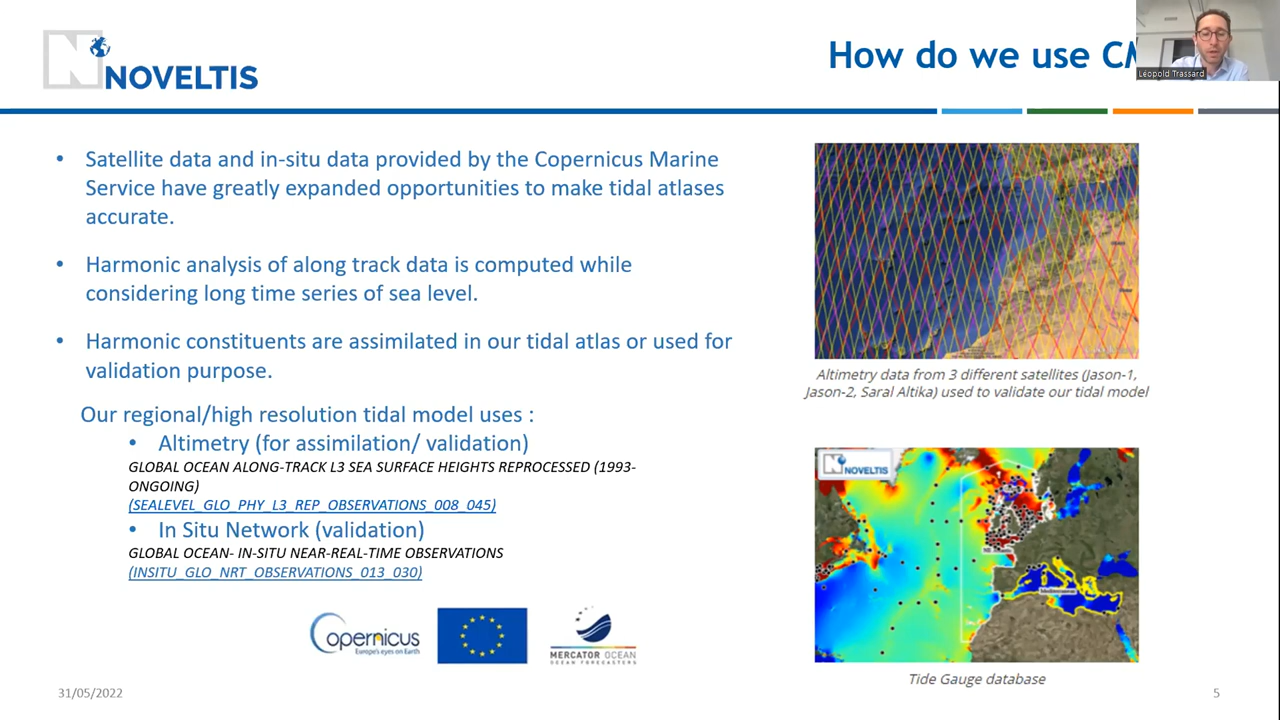 NOVELTIS
How do we use CM
Léopold Trassard
• Satellite data and in-situ data provided by the Copernicus Marine
Service have greatly expanded opportunities to make tidal atlases
accurate.
• Harmonic analysis of along track data is computed while
considering long time series of sea level.
• Harmonic constituents are assimilated in our tidal atlas or used for
validation purpose.
Our regional/high resolution tidal model uses :
• Altimetry (for assimilation/ validation)
GLOBAL OCEAN ALONG-TRACK L3 SEA SURFACE HEIGHTS REPROCESSED (1993-
ONGOING)
(SEALEVEL_GLO_PHY_L3_REP_OBSERVATIONS_008_045)
• In Situ Network (validation)
GLOBAL OCEAN- IN-SITU NEAR-REAL-TIME OBSERVATIONS
(INSITU_GLO_NRT_OBSERVATIONS_013_030)
Altimetry data from 3 different satellites (Jason-1,
Jason-2, Saral Altika) used to validate our tidal model
NOVELTIS
Mediterranean
Tide Gauge database
Copernicus
Europe's eyes on Earth
MERCATOR OCEAN
OCEAN FORECASTERS
31/05/2022
5